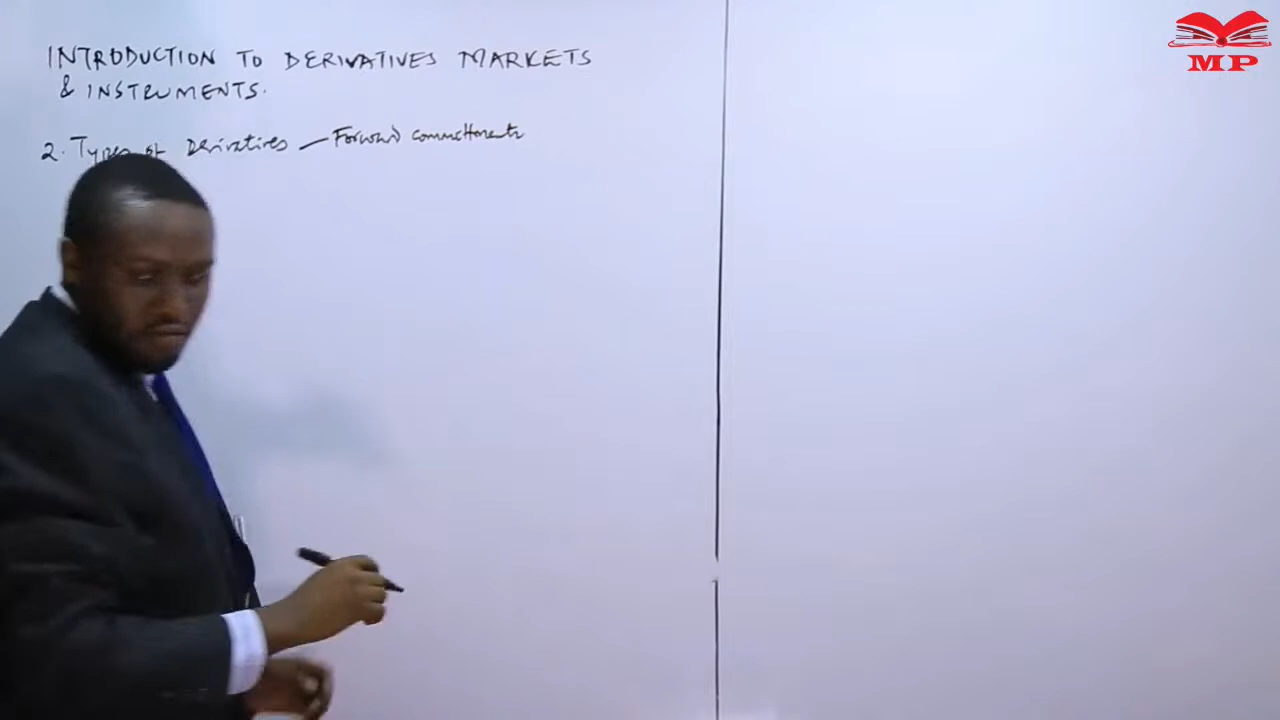 INTRODUCTION TO DERIVATIVES MARKETS
& INSTRUMENTS.
2. Types of Derivatives — Forward commitments
MP